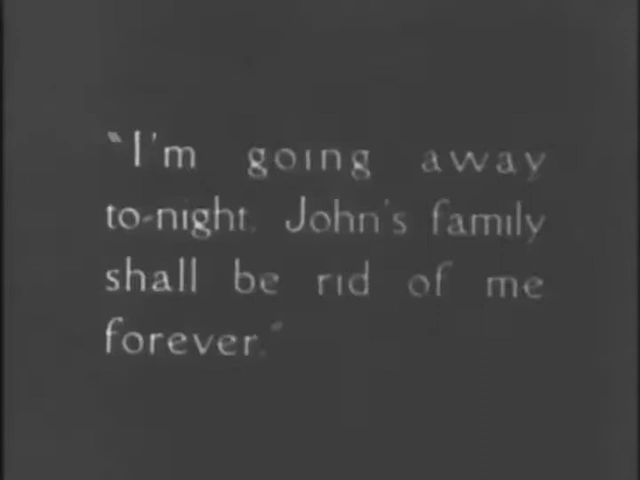 "I'm going away
to-night. John's family
shall be rid of me
forever."